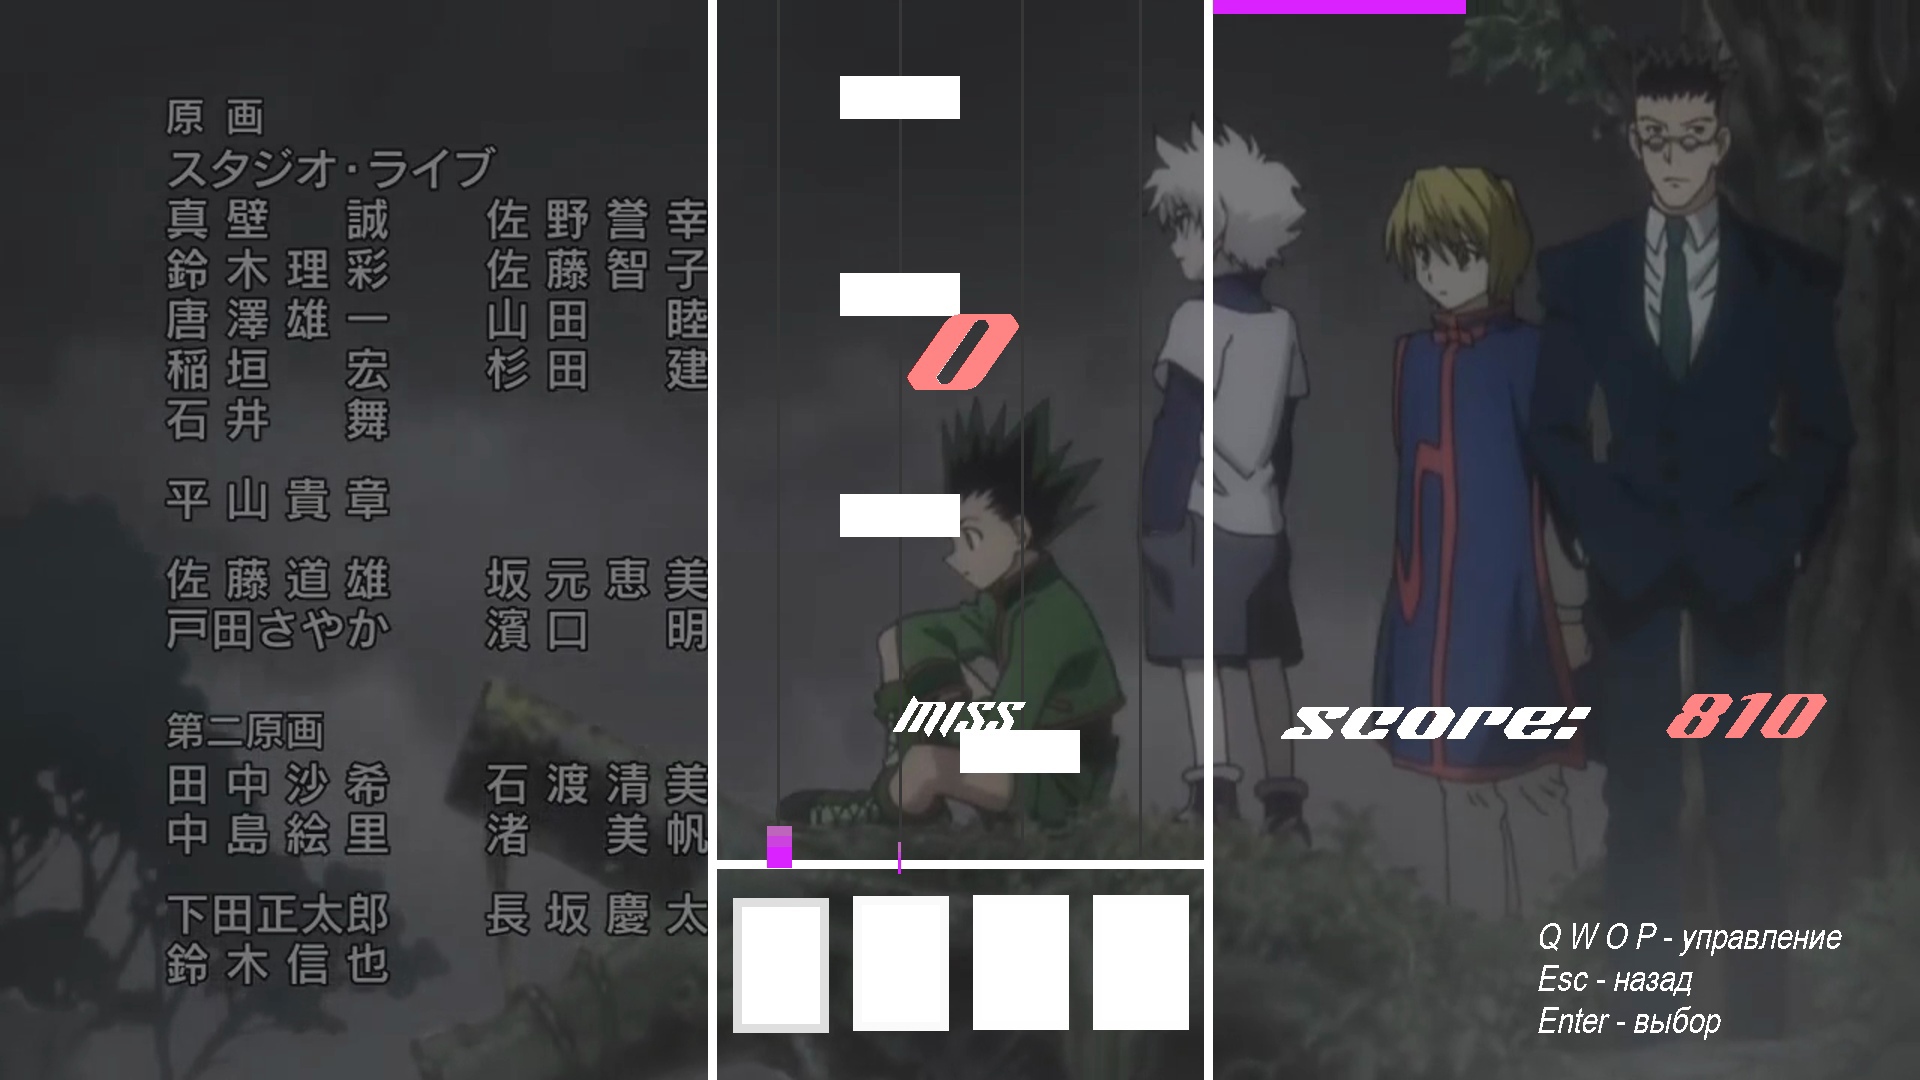 原画
スタジオ・ライブ
真壁 誠 佐野誉幸
鈴木理彩 佐藤智子
唐澤雄一 山田 睦
稲垣 宏 杉田 建
石井 舞
平山貴章
佐藤道雄 坂元恵美
戸田さやか 濱口 明
第二原画
田中沙希 石渡清美
中島絵里 渚 美帆
下田正太郎 長坂慶太
鈴木信也
0
miss
score: 810
Q W O P - управление
Esc - назад
Enter - выбор